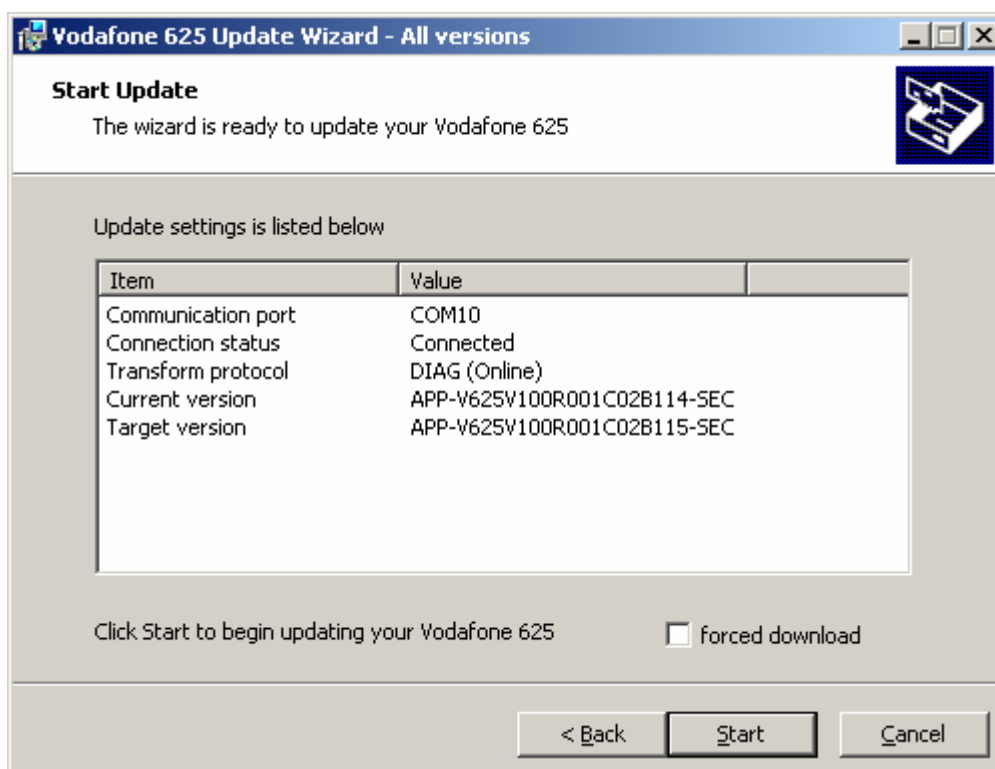 Vodafone 625 Update Wizard - All versions
Start Update
The wizard is ready to update your Vodafone 625
Update settings is listed below
Item Value
Communication port COM10
Connection status Connected
Transform protocol DIAG (Online)
Current version APP-V625V100R001C02B114-SEC
Target version APP-V625V100R001C02B115-SEC
Click Start to begin updating your Vodafone 625 forced download
< Back Start Cancel